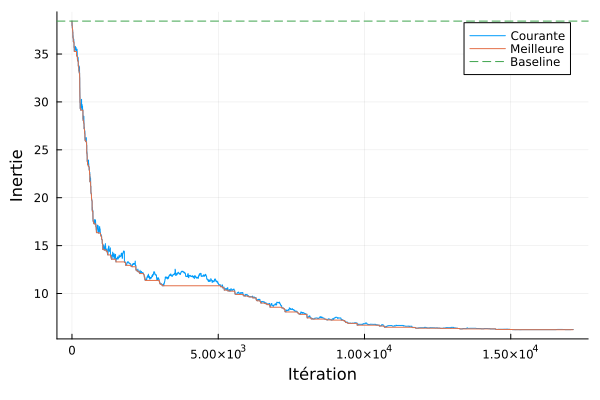 Courante
Meilleure
Baseline
Inertie
35
30
25
20
15
10
0
5.00×10³
1.00×10⁴
1.50×10⁴
Itération